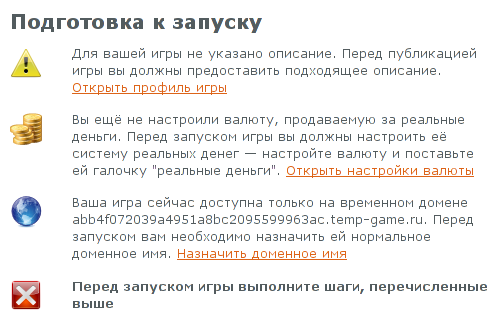 Подготовка к запуску
Для вашей игры не указано описание. Перед публикацией
игры вы должны предоставить подходящее описание.
Открыть профиль игры
Вы ещё не настроили валюту, продаваемую за реальные
деньги. Перед запуском игры вы должны настроить её
систему реальных денег — настройте валюту и поставьте
ей галочку "реальные деньги". Открыть настройки валюты
Ваша игра сейчас доступна только на временном домене
abb4f072039a4951a8bc2095599963ac.temp-game.ru. Перед
запуском вам необходимо назначить ей нормальное
доменное имя. Назначить доменное имя
Перед запуском игры выполните шаги, перечисленные
выше